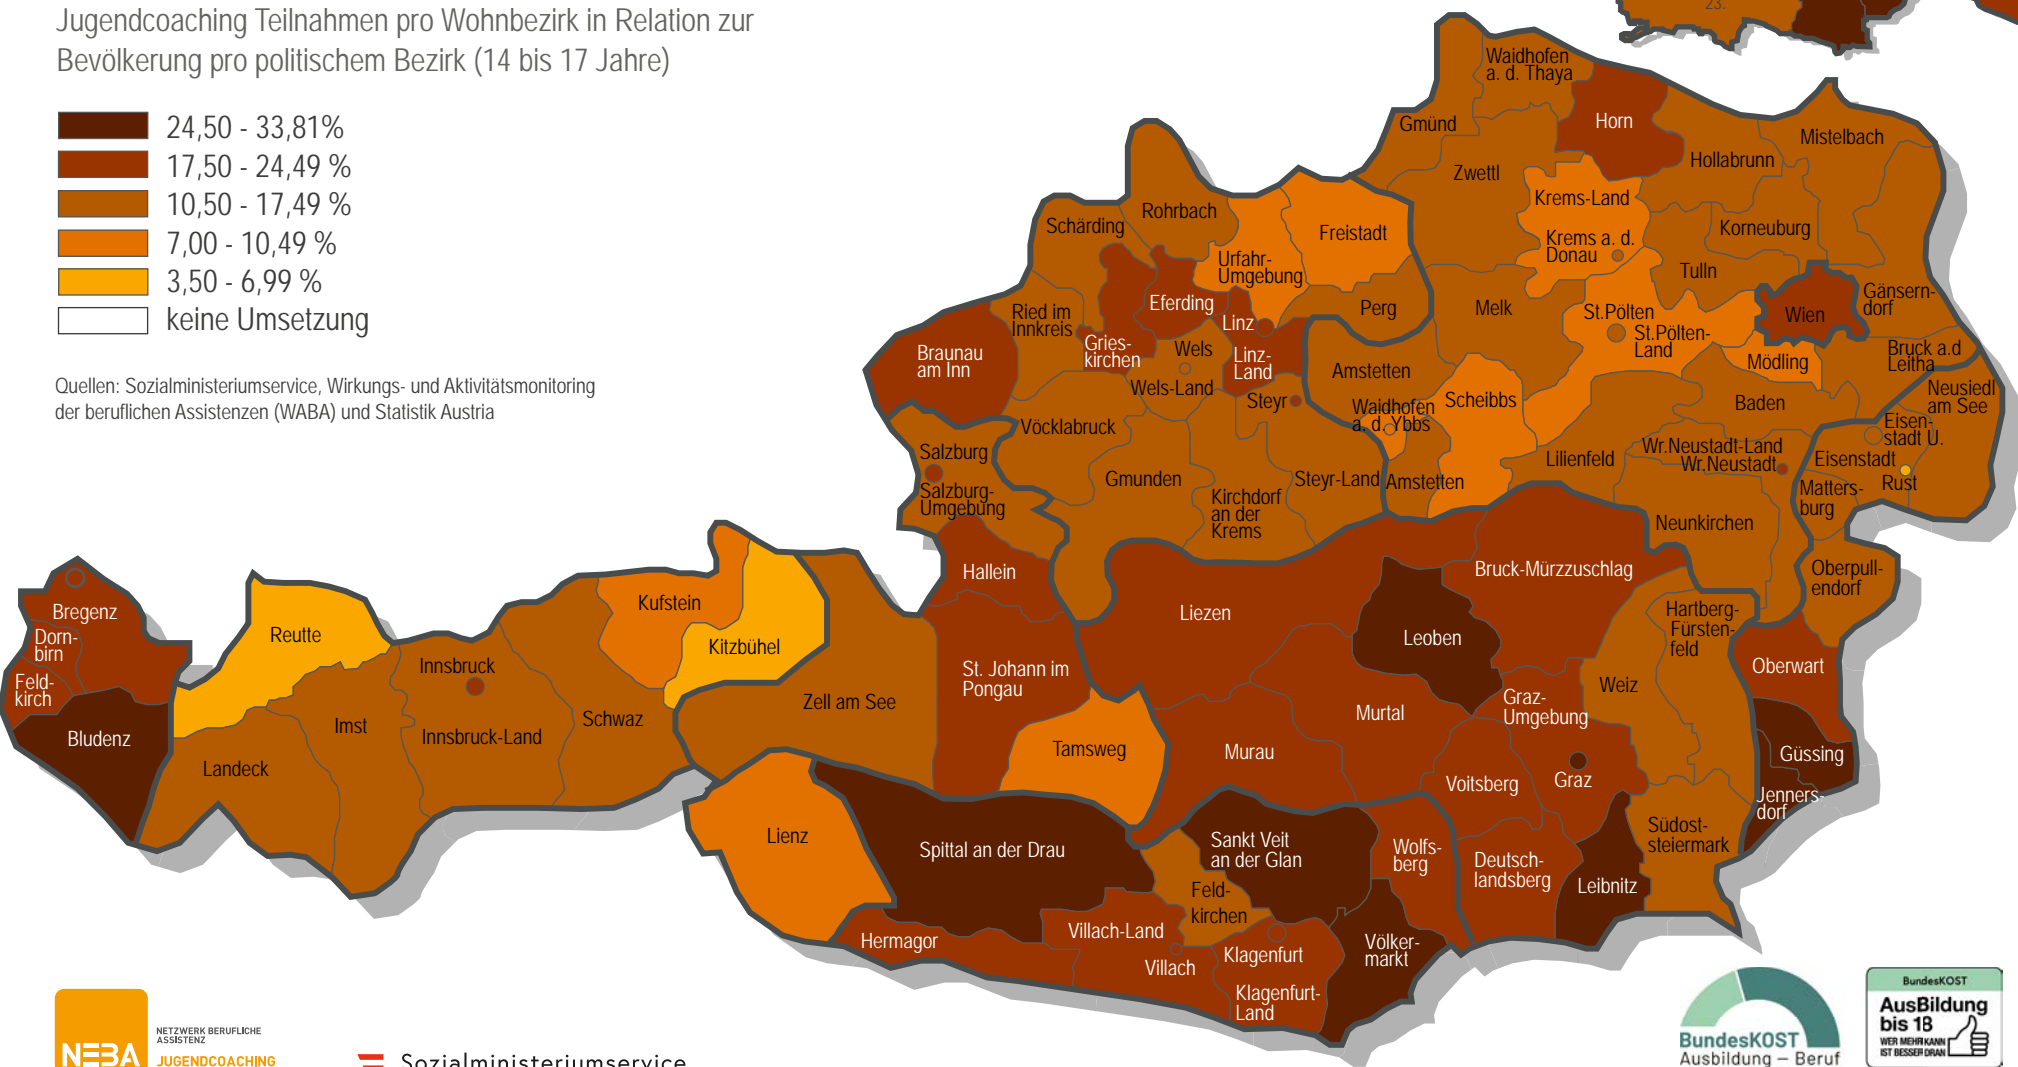 Jugendcoaching Teilnahmen pro Wohnbezirk in Relation zur
Bevölkerung pro politischem Bezirk (14 bis 17 Jahre)
24,50 - 33,81%
17,50 - 24,49 %
10,50 - 17,49 %
7,00 - 10,49 %
3,50 - 6,99 %
keine Umsetzung
Quellen: Sozialministeriumservice, Wirkungs- und Aktivitätsmonitoring
der beruflichen Assistenzen (WABA) und Statistik Austria
23.
Waidhofen
a. d. Thaya
Gmünd
Horn
Mistelbach
Hollabrunn
Zwettl
Krems-Land
Krems a. d.
Donau
Korneuburg
Tulln
Rohrbach
Schärding
Freistadt
Urfahr-
Umgebung
Eferding
Perg
Melk
St.Pölten
St.Pölten-
Land
Wien
Gänsern-
dorf
Ried im
Innkreis
Linz
Gries-
kirchen
Wels
Linz-
Land
Braunau
am Inn
Wels-Land
Amstetten
Mödling
Bruck a.d
Leitha
Neusiedl
am See
Steyr
Waidhofen
a. d. Ybbs
Scheibbs
Baden
Eisen-
stadt U.
Vöcklabruck
Salzburg
Wr.Neustadt-Land
Wr.Neustadt
Eisenstadt
Rust
Lilienfeld
Gmunden
Steyr-Land
Amstetten
Matters-
burg
Salzburg-
Umgebung
Kirchdorf
an der
Krems
Neunkirchen
Hallein
Bruck-Mürzzuschlag
Oberpull-
endorf
Kufstein
Bregenz
Liezen
Hartberg-
Fürsten-
feld
Dorn-
birn
Reutte
Kitzbühel
Leoben
Innsbruck
St. Johann im
Pongau
Oberwart
Feld-
kirch
Zell am See
Weiz
Graz-
Umgebung
Murtal
Schwaz
Imst
Innsbruck-Land
Bludenz
Tamsweg
Murau
Güssing
Landeck
Voitsberg
Graz
Jenners-
dorf
Lienz
Spittal an der Drau
Sankt Veit
an der Glan
Wolfs-
berg
Deutsch-
landsberg
Südost-
steiermark
Leibnitz
Feld-
kirchen
Hermagor
Villach-Land
Villach
Klagenfurt
Völker-
markt
Klagenfurt-
Land
NEBA
NETZWERK BERUFLICHE
ASSISTENZ
JUGENDCOACHING
Sozialministeriumservice
BundesKOST
Ausbildung – Beruf
BundesKOST
AusBildung
bis 18
WER MEHR KANN
IST BESSER DRAN